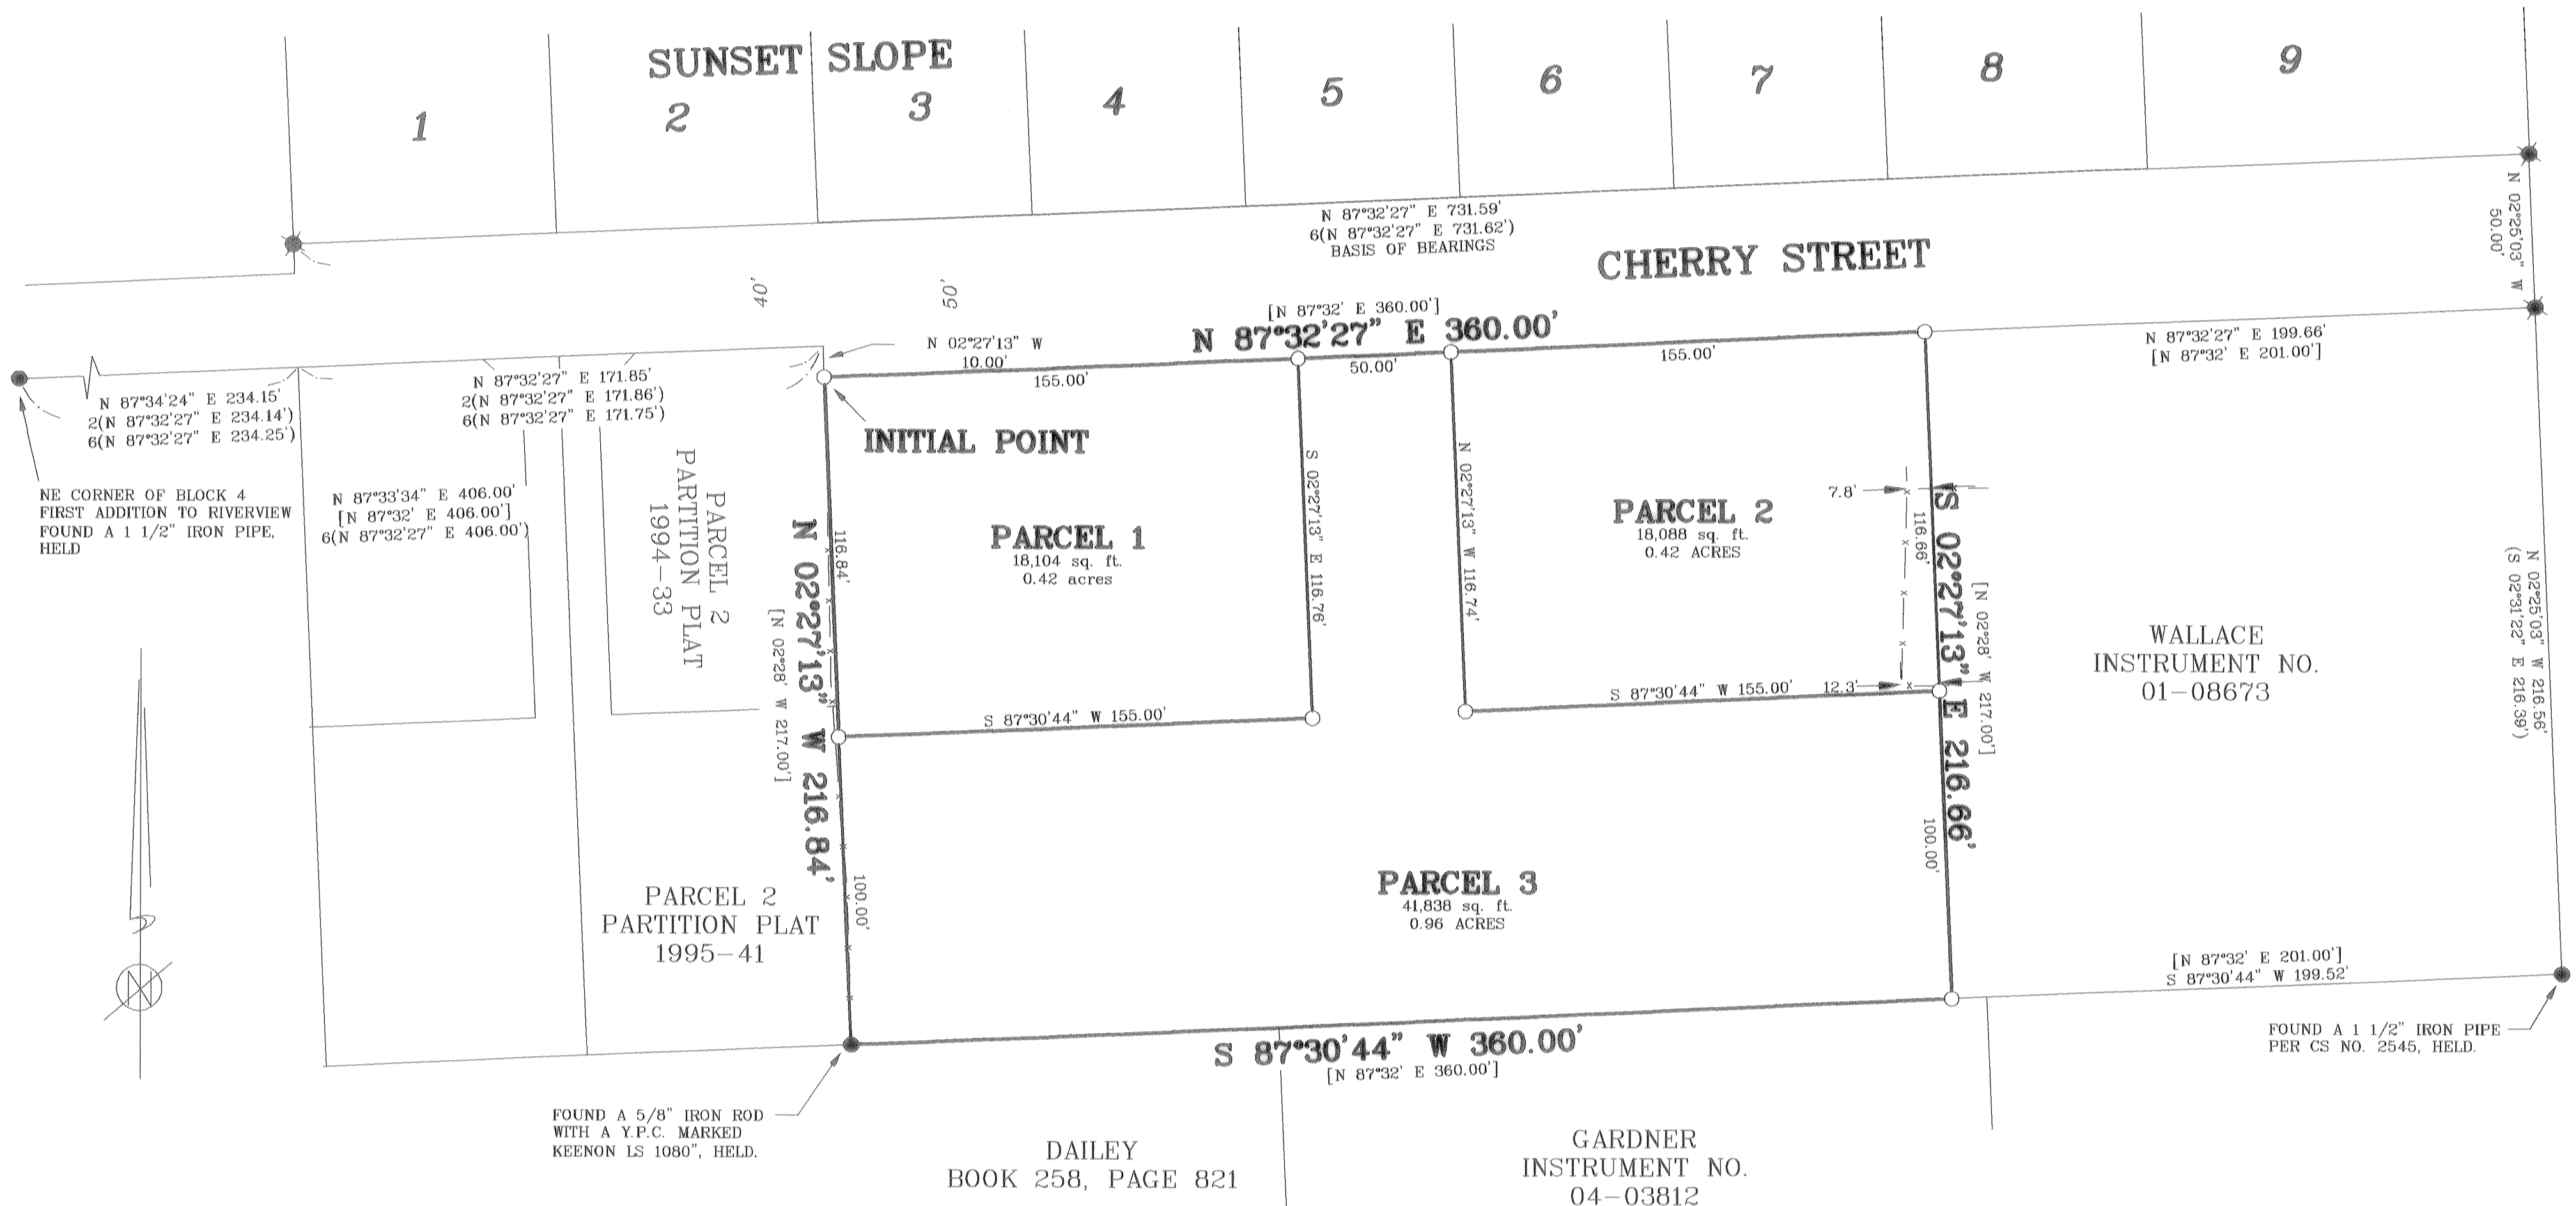 SUNSET SLOPE
1
2
3
4
5
6
7
8
9
N 87°32'27" E 731.59'
6(N 87°32'27" E 731.62')
BASIS OF BEARINGS
CHERRY STREET
N 02°25'03" W
50.00'
40'
50'
[N 87°32' E 360.00']
N 87°32'27" E 360.00'
N 02°27'13" W
10.00'
155.00'
50.00'
155.00'
N 87°32'27" E 199.66'
[N 87°32' E 201.00']
N 87°34'24" E 234.15'
2(N 87°32'27" E 234.14')
6(N 87°32'27" E 234.25')
N 87°32'27" E 171.85'
2(N 87°32'27" E 171.86')
6(N 87°32'27" E 171.75')
INITIAL POINT
NE CORNER OF BLOCK 4
FIRST ADDITION TO RIVERVIEW
FOUND A 1 1/2" IRON PIPE,
HELD
N 87°33'34" E 406.00'
[N 87°32' E 406.00']
6(N 87°32'27" E 406.00')
PARCEL 2
PARTITION PLAT
1994-33
N 02°27'13" W 216.84'
[N 02°28' W 217.00']
116.84'
PARCEL 1
18,104 sq. ft.
0.42 acres
S 02°27'13" E 116.76'
N 02°27'13" W 116.74'
PARCEL 2
18,088 sq. ft.
0.42 ACRES
7.8'
116.66'
S 02°27'13" E 216.66'
[N 02°28' W 217.00']
WALLACE
INSTRUMENT NO.
01-08673
N 02°25'03" W 216.56'
(S 02°31'22" E 216.39')
S 87°30'44" W 155.00'
S 87°30'44" W 155.00'
12.3'
100.00'
100.00'
PARCEL 3
41,838 sq. ft.
0.96 ACRES
PARCEL 2
PARTITION PLAT
1995-41
N
[N 87°32' E 201.00']
S 87°30'44" W 199.52'
S 87°30'44" W 360.00'
[N 87°32' E 360.00']
FOUND A 1 1/2" IRON PIPE
PER CS NO. 2545, HELD.
FOUND A 5/8" IRON ROD
WITH A Y.P.C. MARKED
KEENON LS 1080", HELD.
DAILEY
BOOK 258, PAGE 821
GARDNER
INSTRUMENT NO.
04-03812